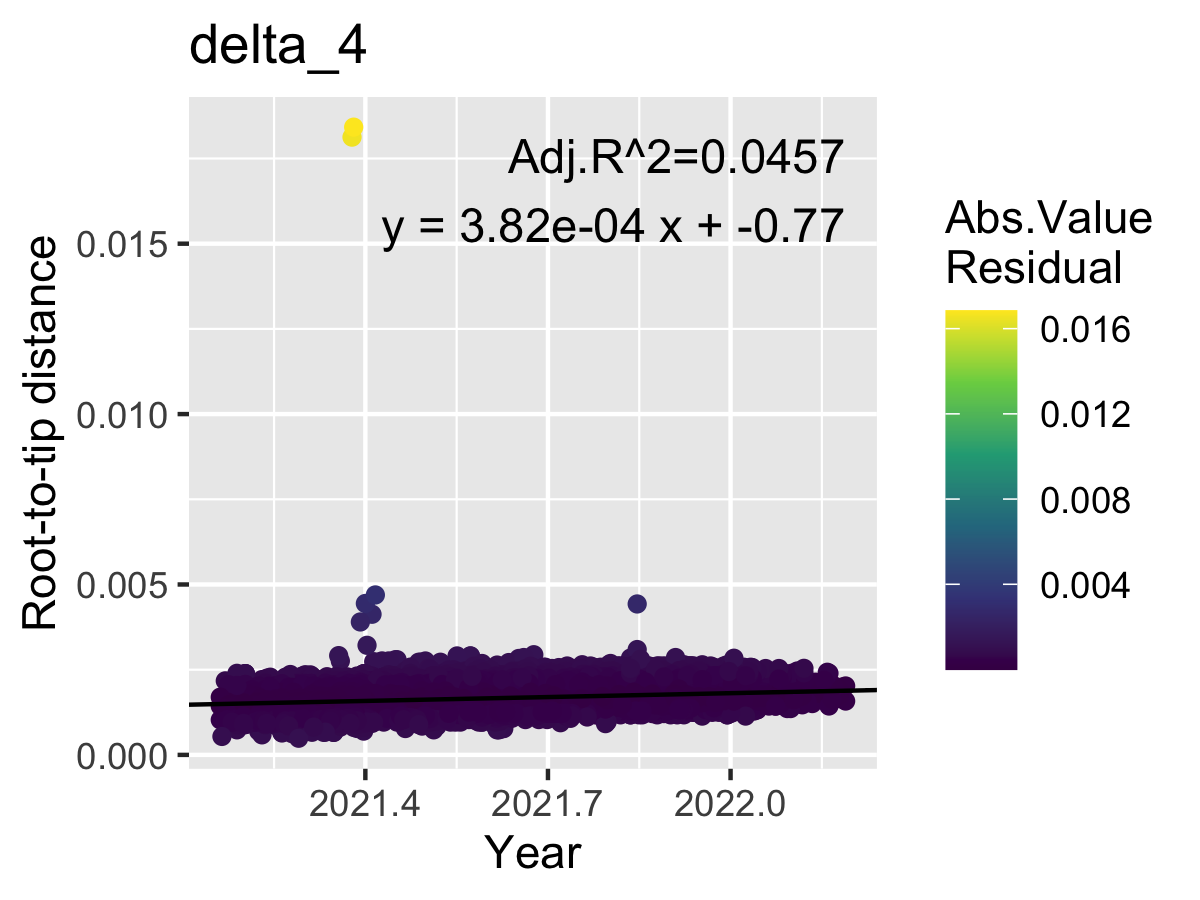 delta_4
Adj.R^2=0.0457
y = 3.82e-04 x + -0.77
Root-to-tip distance
0.015
0.010
0.005
0.000
2021.4
2021.7
2022.0
Year
Abs.Value
Residual
0.016
0.012
0.008
0.004